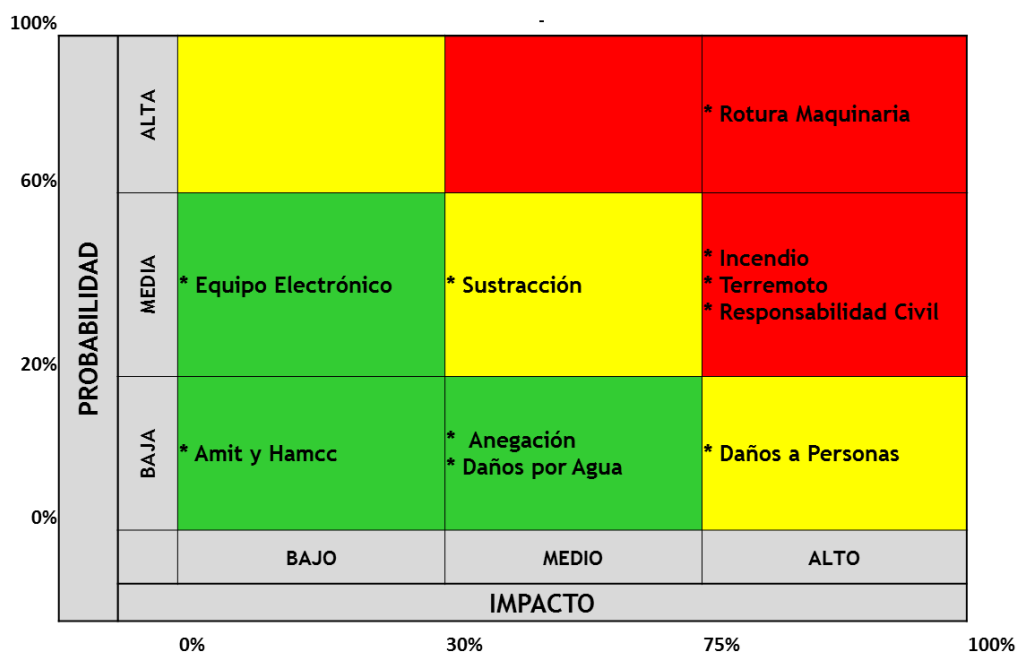 100%
-
ALTA
* Rotura Maquinaria
60%
PROBABILIDAD
MEDIA
* Equipo Electrónico
* Sustracción
* Incendio
* Terremoto
* Responsabilidad Civil
20%
BAJA
* Amit y Hamcc
* Anegación
* Daños por Agua
* Daños a Personas
0%
BAJO
MEDIO
ALTO
IMPACTO
0%
30%
75%
100%